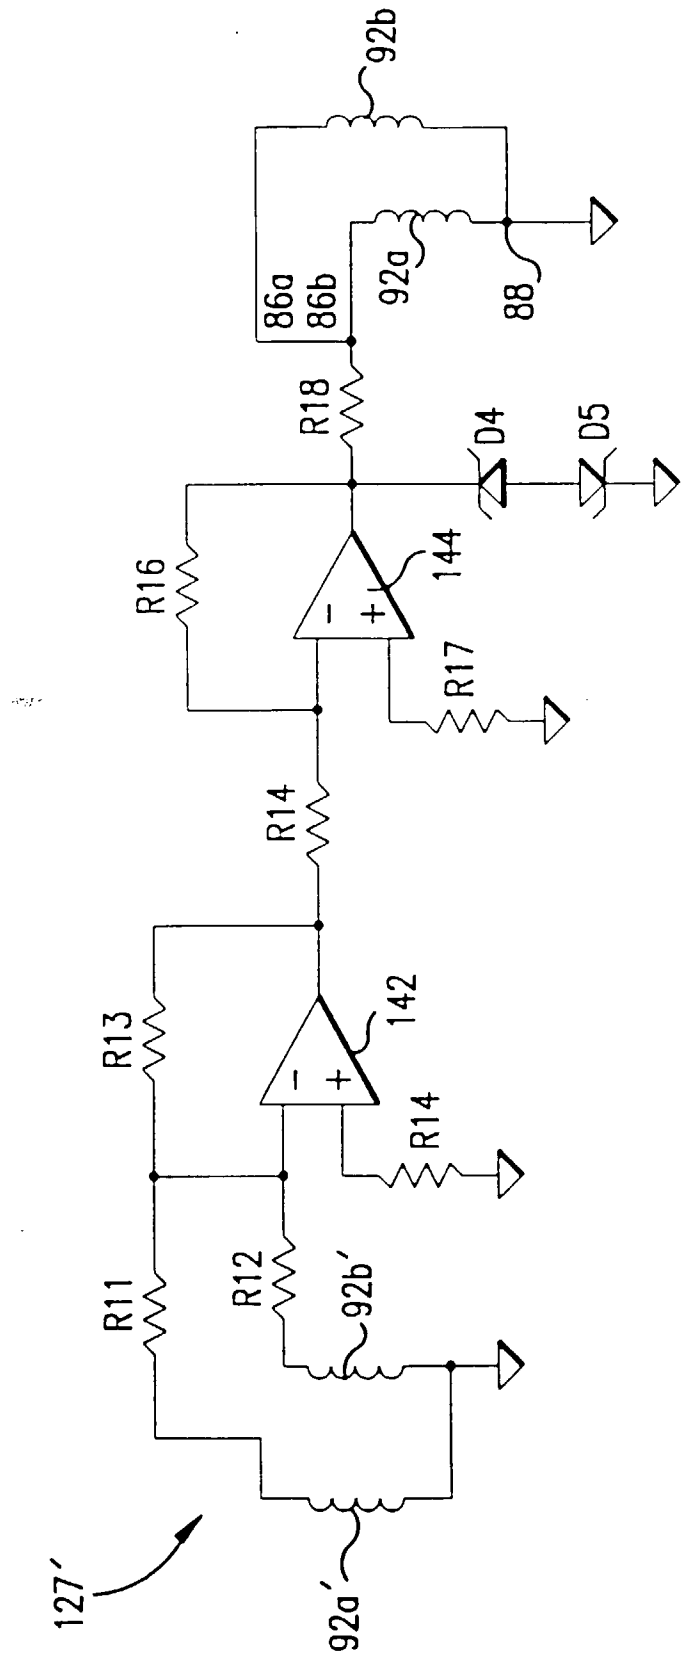 127′
92a′
R11
R12
92b′
R13
R14
142
−
+
R14
R16
R17
144
−
+
R18
D4
D5
86a
86b
92a
88
92b